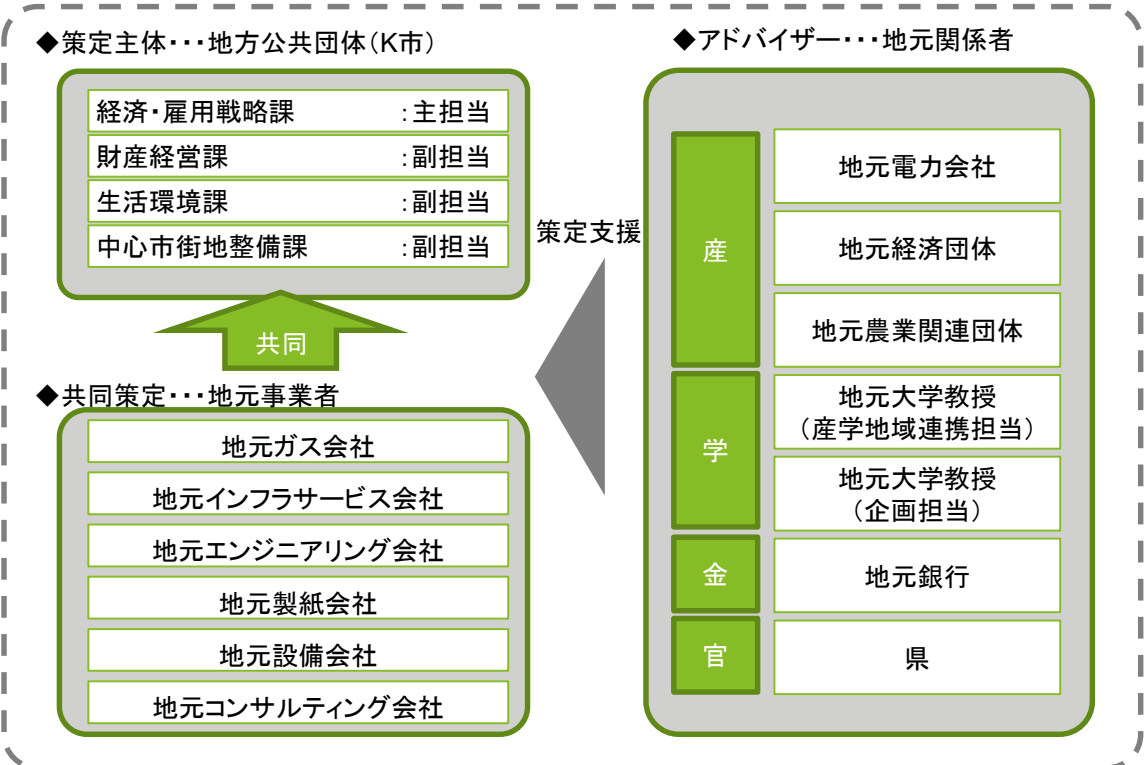 ◆策定主体・・・地方公共団体(K市)
経済・雇用戦略課 :主担当
財産経営課 :副担当
生活環境課 :副担当
中心市街地整備課 :副担当
共同
◆共同策定・・・地元事業者
地元ガス会社
地元インフラサービス会社
地元エンジニアリング会社
地元製紙会社
地元設備会社
地元コンサルティング会社
策定支援
◆アドバイザー・・・地元関係者
産
地元電力会社
地元経済団体
地元農業関連団体
学
地元大学教授
(産学地域連携担当)
地元大学教授
(企画担当)
金
地元銀行
官
県